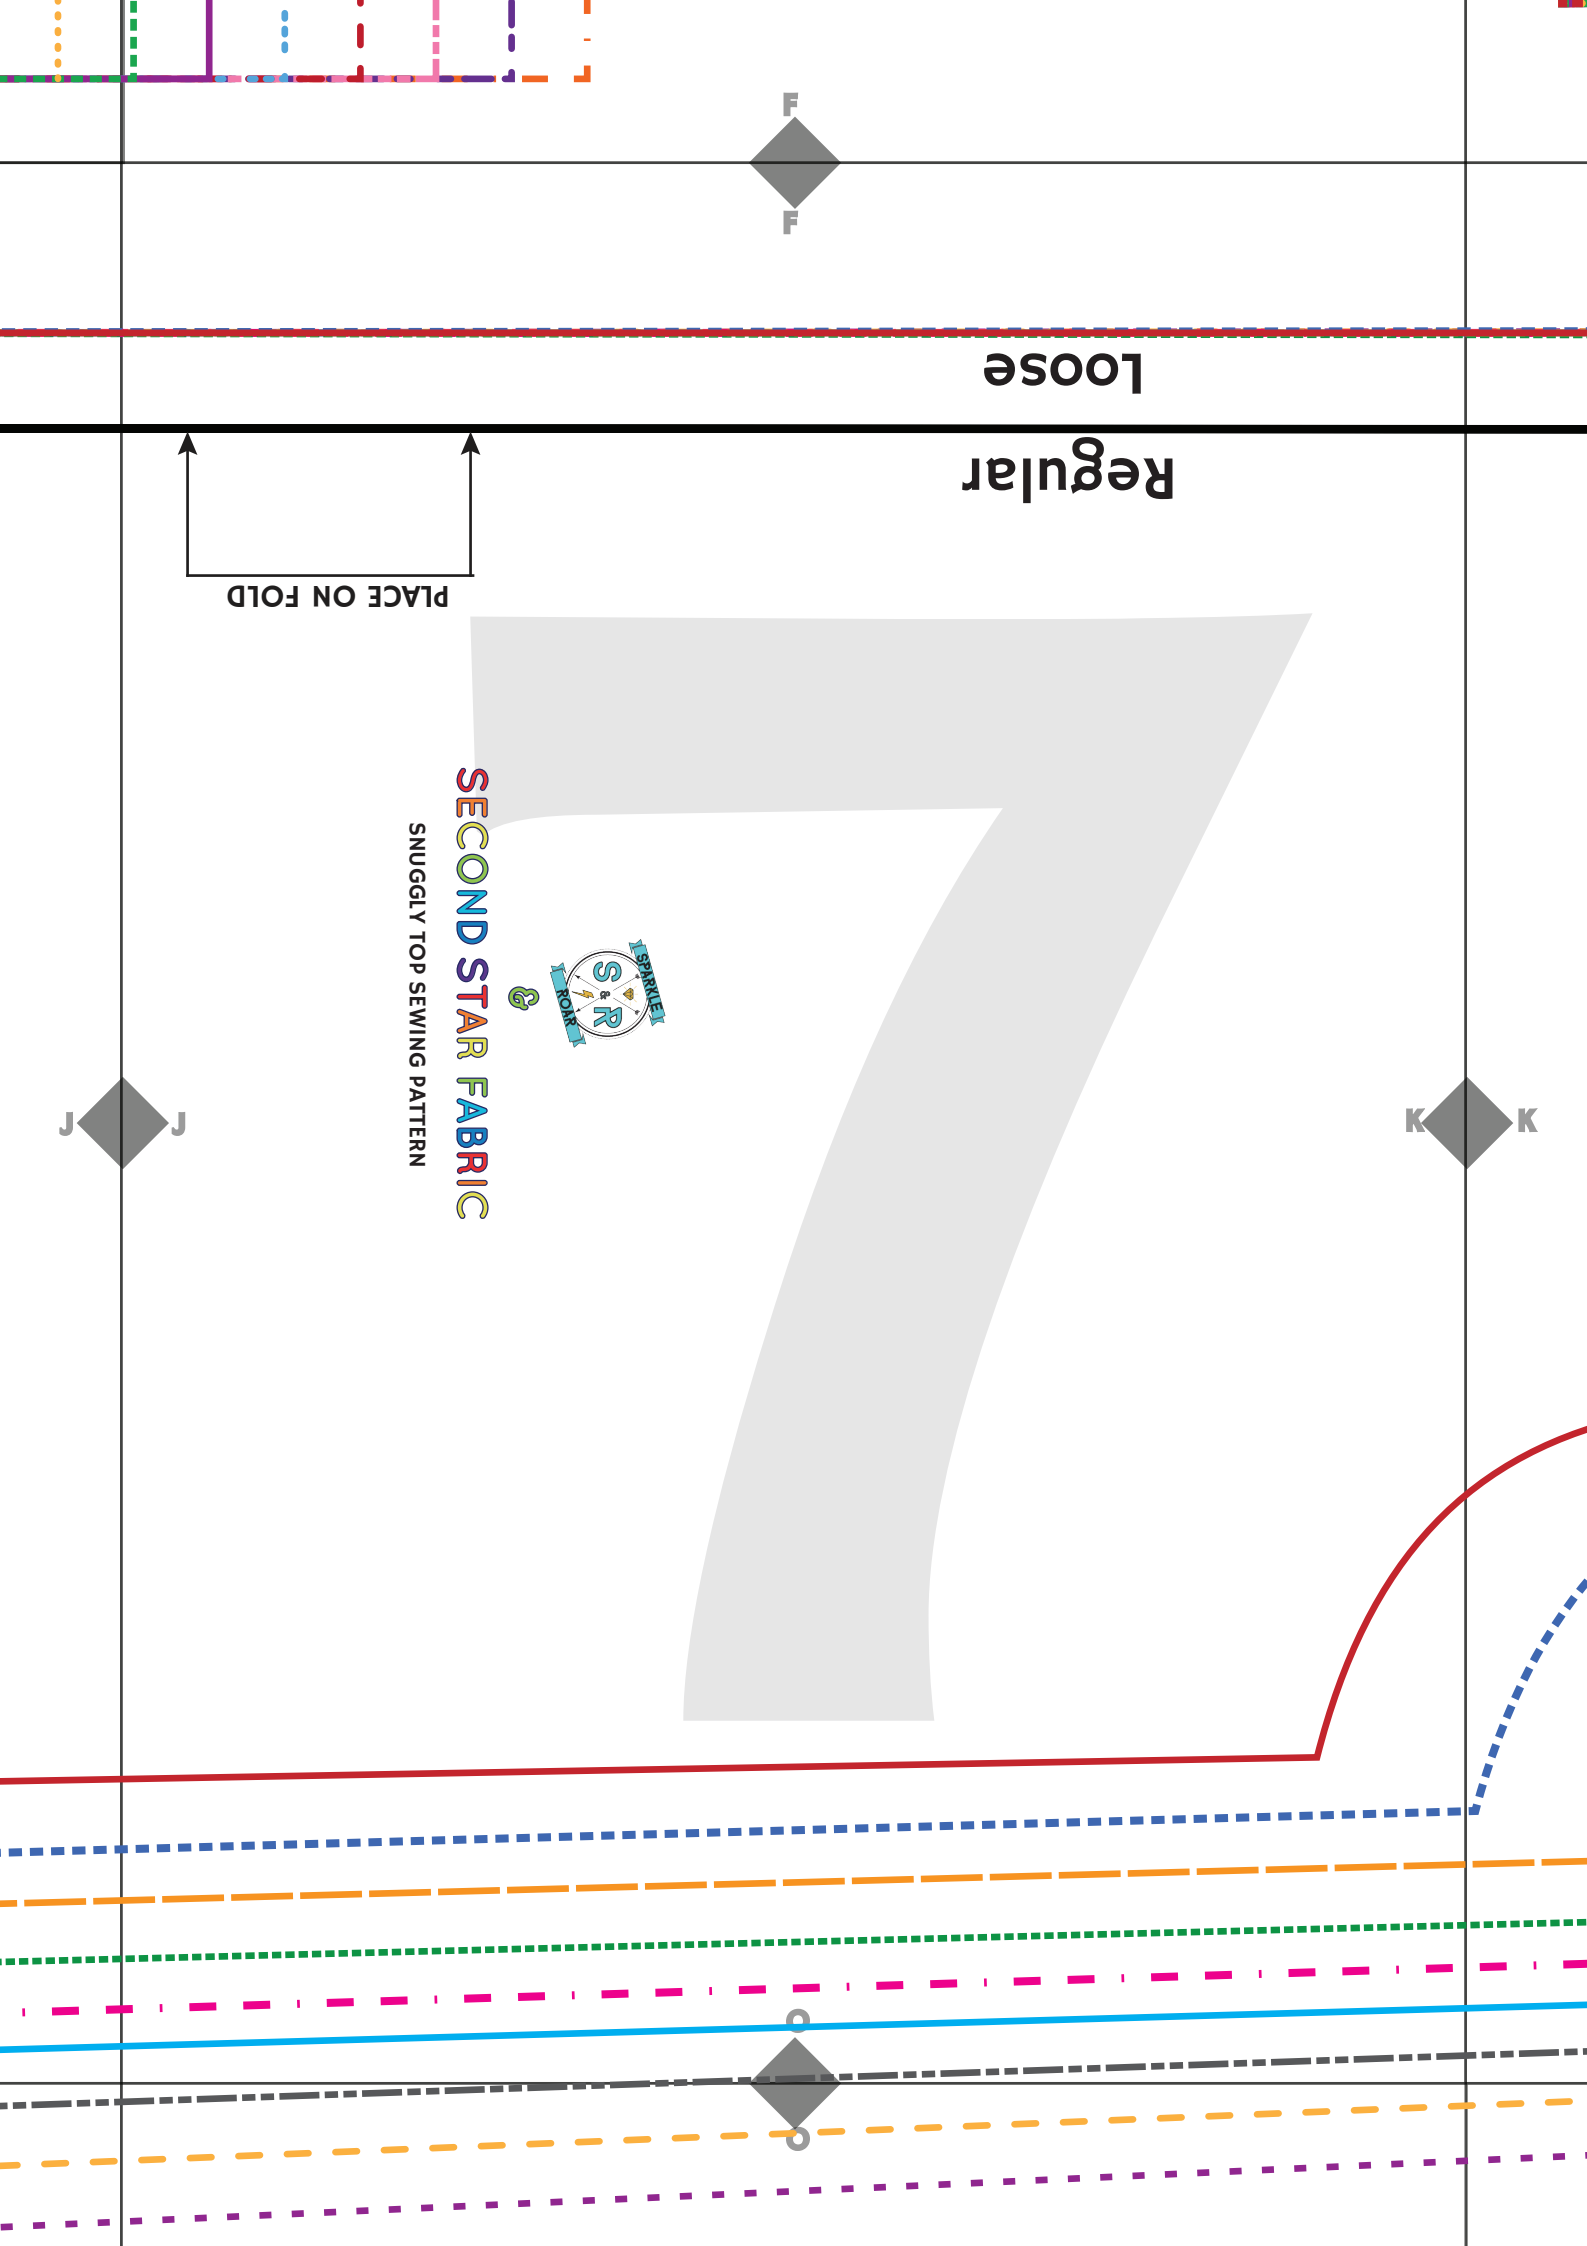 F
F
Loose
Regular
PLACE ON FOLD
7
SPARKLE
S & R
ROAR
&
SECOND STAR FABRIC
SNUGGLY TOP SEWING PATTERN
J J
K K
O
O